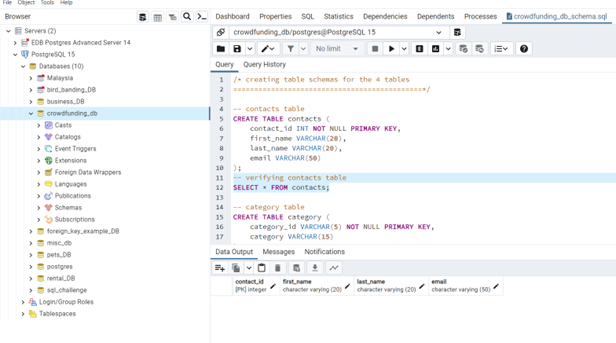 File Object Tools Help
Browser
Dashboard Properties SQL Statistics Dependencies Dependents Processes crowdfunding_db_schema.sql
Servers (2)
EDB Postgres Advanced Server 14
PostgreSQL 15
Databases (10)
Malaysia
bird_banding_DB
business_DB
crowdfunding_db
Casts
Catalogs
Event Triggers
Extensions
Foreign Data Wrappers
Languages
Publications
Schemas
Subscriptions
foreign_key_example_DB
misc_db
pets_DB
postgres
rental_DB
sql_challenge
Login/Group Roles
Tablespaces
crowdfunding_db/postgres@PostgreSQL 15
No limit
Query Query History
1 /* creating table schemas for the 4 tables
2 =============================================*/
3
4 -- contacts table
5 CREATE TABLE contacts (
6 contact_id INT NOT NULL PRIMARY KEY,
7 first_name VARCHAR(20),
8 last_name VARCHAR(20),
9 email VARCHAR(50)
10 );
11 -- verifying contacts table
12 SELECT * FROM contacts;
13
14 -- category table
15 CREATE TABLE category (
16 category_id VARCHAR(5) NOT NULL PRIMARY KEY,
17 category VARCHAR(15)
Data Output Messages Notifications
contact_id first_name last_name email
[PK] integer character varying (20) character varying (20) character varying (50)